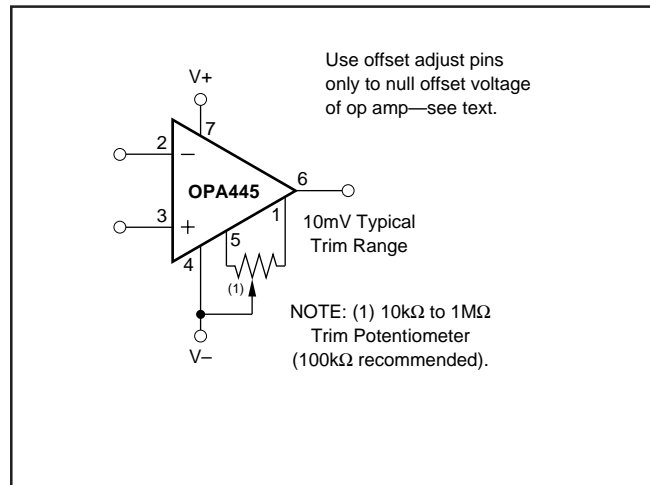 Use offset adjust pins
only to null offset voltage
of op amp—see text.
V+
7
2
–
OPA445
6
3
+
1
5
4
10mV Typical
Trim Range
(1)
V–
NOTE: (1) 10kΩ to 1MΩ
Trim Potentiometer
(100kΩ recommended).